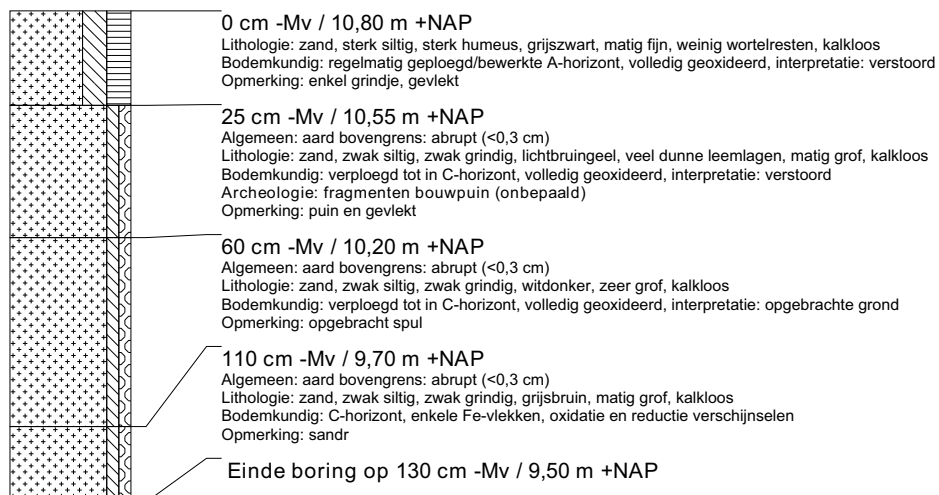 0 cm -Mv / 10,80 m +NAP
Lithologie: zand, sterk siltig, sterk humeus, grijszwart, matig fijn, weinig wortelresten, kalkloos
Bodemkundig: regelmatig geploegd/bewerkte A-horizont, volledig geoxideerd, interpretatie: verstoord
Opmerking: enkel grindje, gevlekt
25 cm -Mv / 10,55 m +NAP
Algemeen: aard bovengrens: abrupt (<0,3 cm)
Lithologie: zand, zwak siltig, zwak grindig, lichtbruingeel, veel dunne leemlagen, matig grof, kalkloos
Bodemkundig: verploegd tot in C-horizont, volledig geoxideerd, interpretatie: verstoord
Archeologie: fragmenten bouwpuin (onbepaald)
Opmerking: puin en gevlekt
60 cm -Mv / 10,20 m +NAP
Algemeen: aard bovengrens: abrupt (<0,3 cm)
Lithologie: zand, zwak siltig, zwak grindig, witdonker, zeer grof, kalkloos
Bodemkundig: verploegd tot in C-horizont, volledig geoxideerd, interpretatie: opgebrachte grond
Opmerking: opgebracht spul
110 cm -Mv / 9,70 m +NAP
Algemeen: aard bovengrens: abrupt (<0,3 cm)
Lithologie: zand, zwak siltig, zwak grindig, grijsbruin, matig grof, kalkloos
Bodemkundig: C-horizont, enkele Fe-vlekken, oxidatie en reductie verschijnselen
Opmerking: sandr
Einde boring op 130 cm -Mv / 9,50 m +NAP